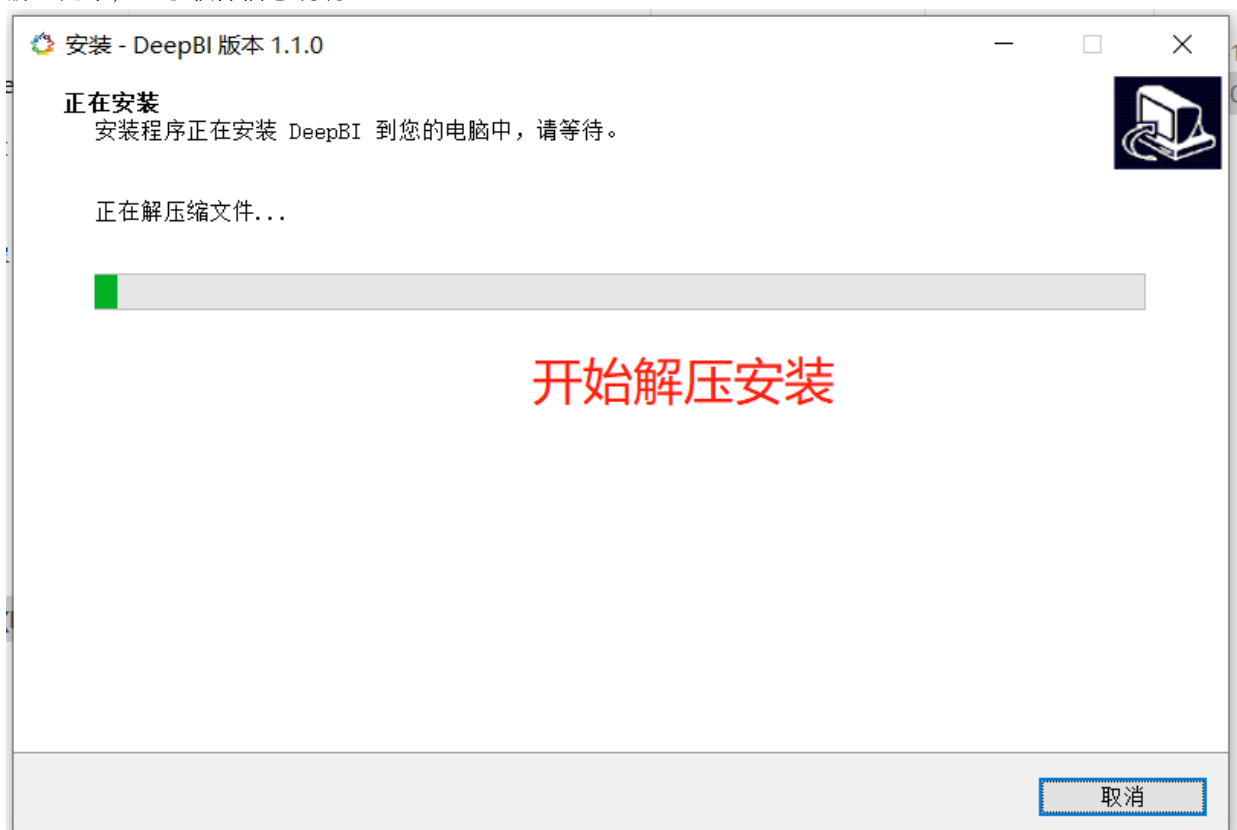 安装 - DeepBI 版本 1.1.0
正在安装
安装程序正在安装 DeepBI 到您的电脑中，请等待。
正在解压缩文件...
开始解压安装
取消